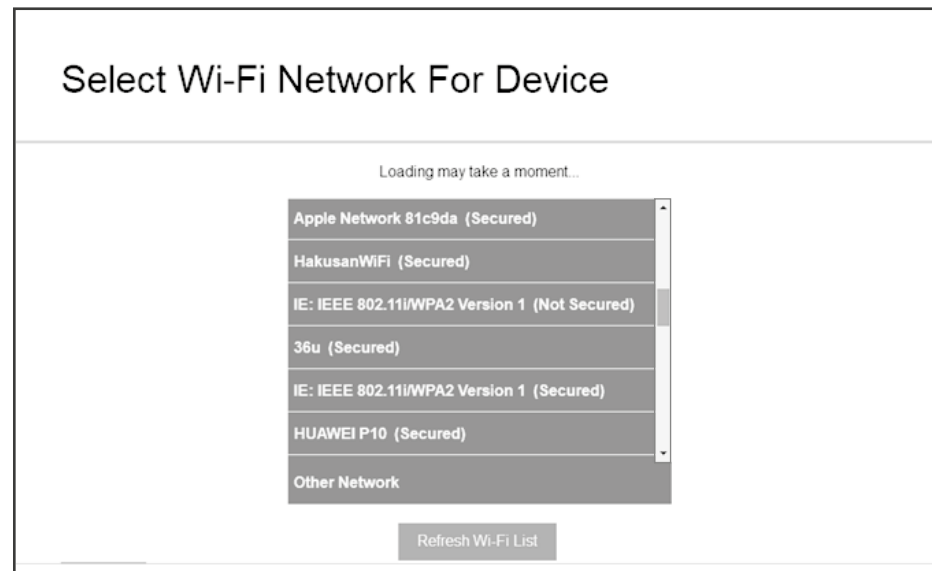 Select Wi-Fi Network For Device
Loading may take a moment...
Apple Network 81c9da (Secured)
HakusanWiFi (Secured)
IE: IEEE 802.11i/WPA2 Version 1 (Not Secured)
36u (Secured)
IE: IEEE 802.11i/WPA2 Version 1 (Secured)
HUAWEI P10 (Secured)
Other Network
Refresh Wi-Fi List